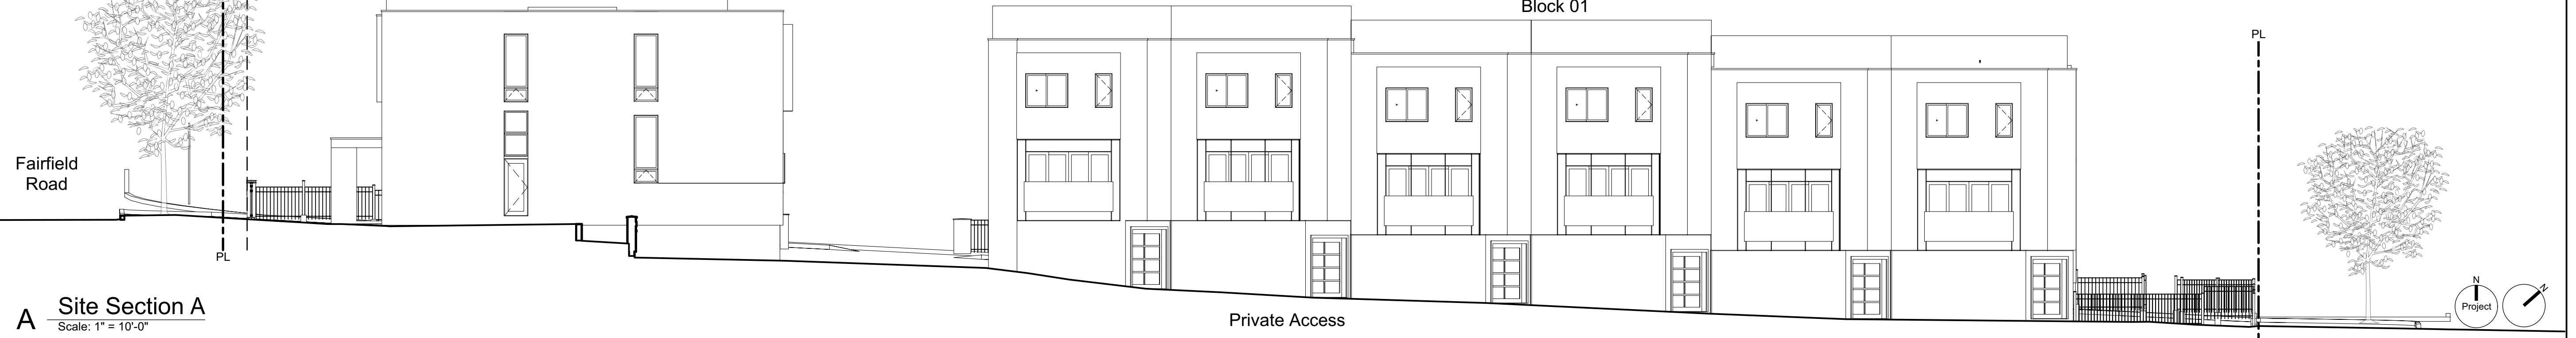 Block 01
PL
Fairfield
Road
PL
A Site Section A
Scale: 1" = 10'-0"
Private Access
N
Project
N